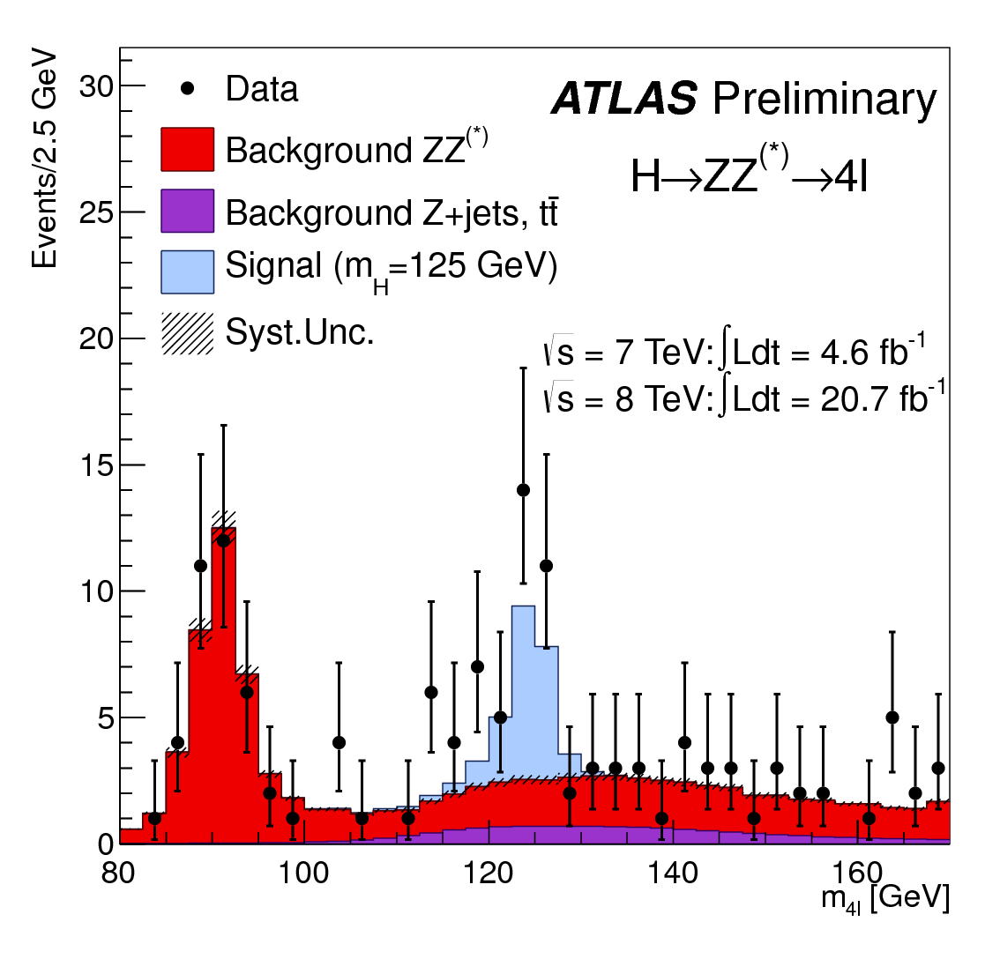 Events/2.5 GeV
30
25
20
15
10
5
0
Data
Background ZZ(*)
Background Z+jets, tt̄
Signal (mH=125 GeV)
Syst.Unc.
ATLAS Preliminary
H→ZZ(*)→4l
√s = 7 TeV:∫Ldt = 4.6 fb-1
√s = 8 TeV:∫Ldt = 20.7 fb-1
80 100 120 140 160
m4l [GeV]